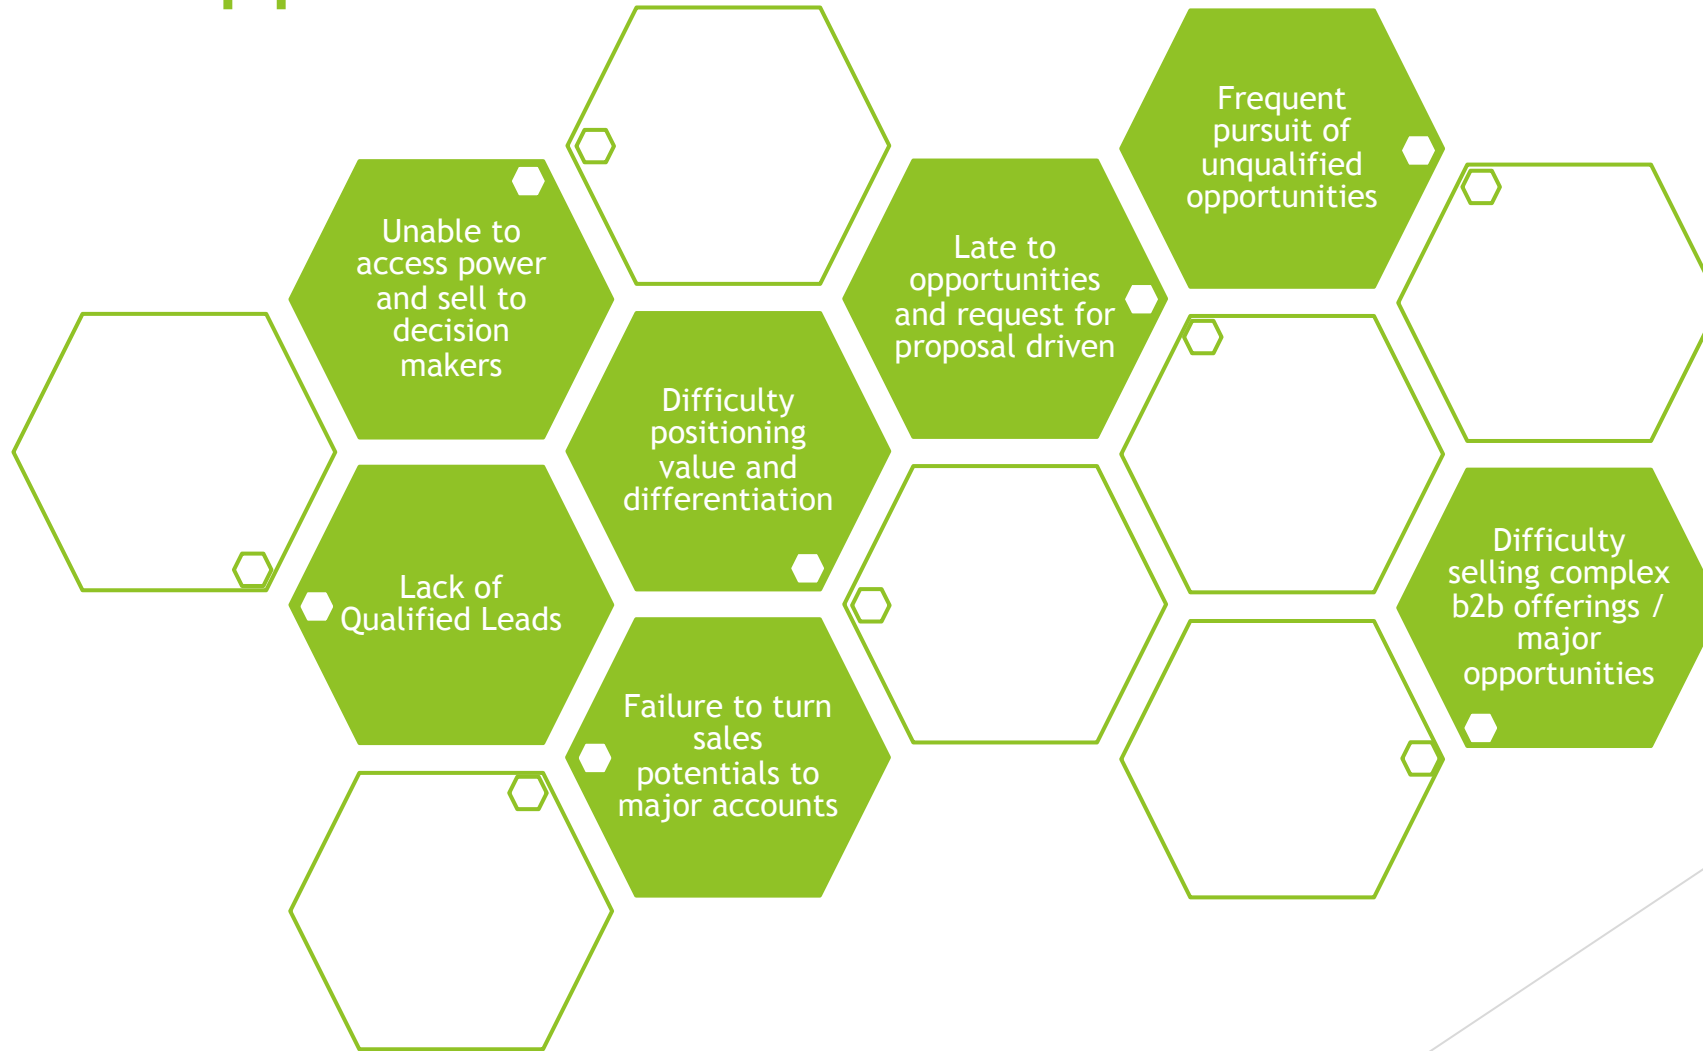 Frequent
pursuit of
unqualified
opportunities
Unable to
access power
and sell to
decision
makers
Late to
opportunities
and request for
proposal driven
Difficulty
positioning
value and
differentiation
Difficulty
selling complex
b2b offerings /
major
opportunities
Lack of
Qualified Leads
Failure to turn
sales
potentials to
major accounts